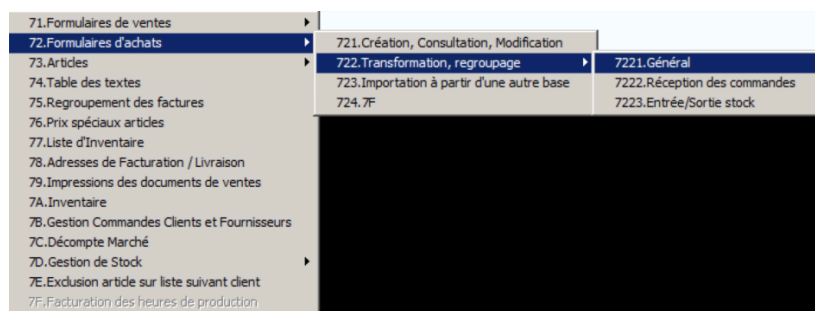 71.Formulaires de ventes
72.Formulaires d'achats
73.Articles
74.Table des textes
75.Regroupement des factures
76.Prix spéciaux articles
77.Liste d'Inventaire
78.Adresses de Facturation / Livraison
79.Impressions des documents de ventes
7A.Inventaire
7B.Gestion Commandes Clients et Fournisseurs
7C.Décompte Marché
7D.Gestion de Stock
7E.Exclusion article sur liste suivant client
7F.Facturation des heures de production
721.Création, Consultation, Modification
722.Transformation, regroupage
723.Importation à partir d'une autre base
724.7F
7221.Général
7222.Réception des commandes
7223.Entrée/Sortie stock